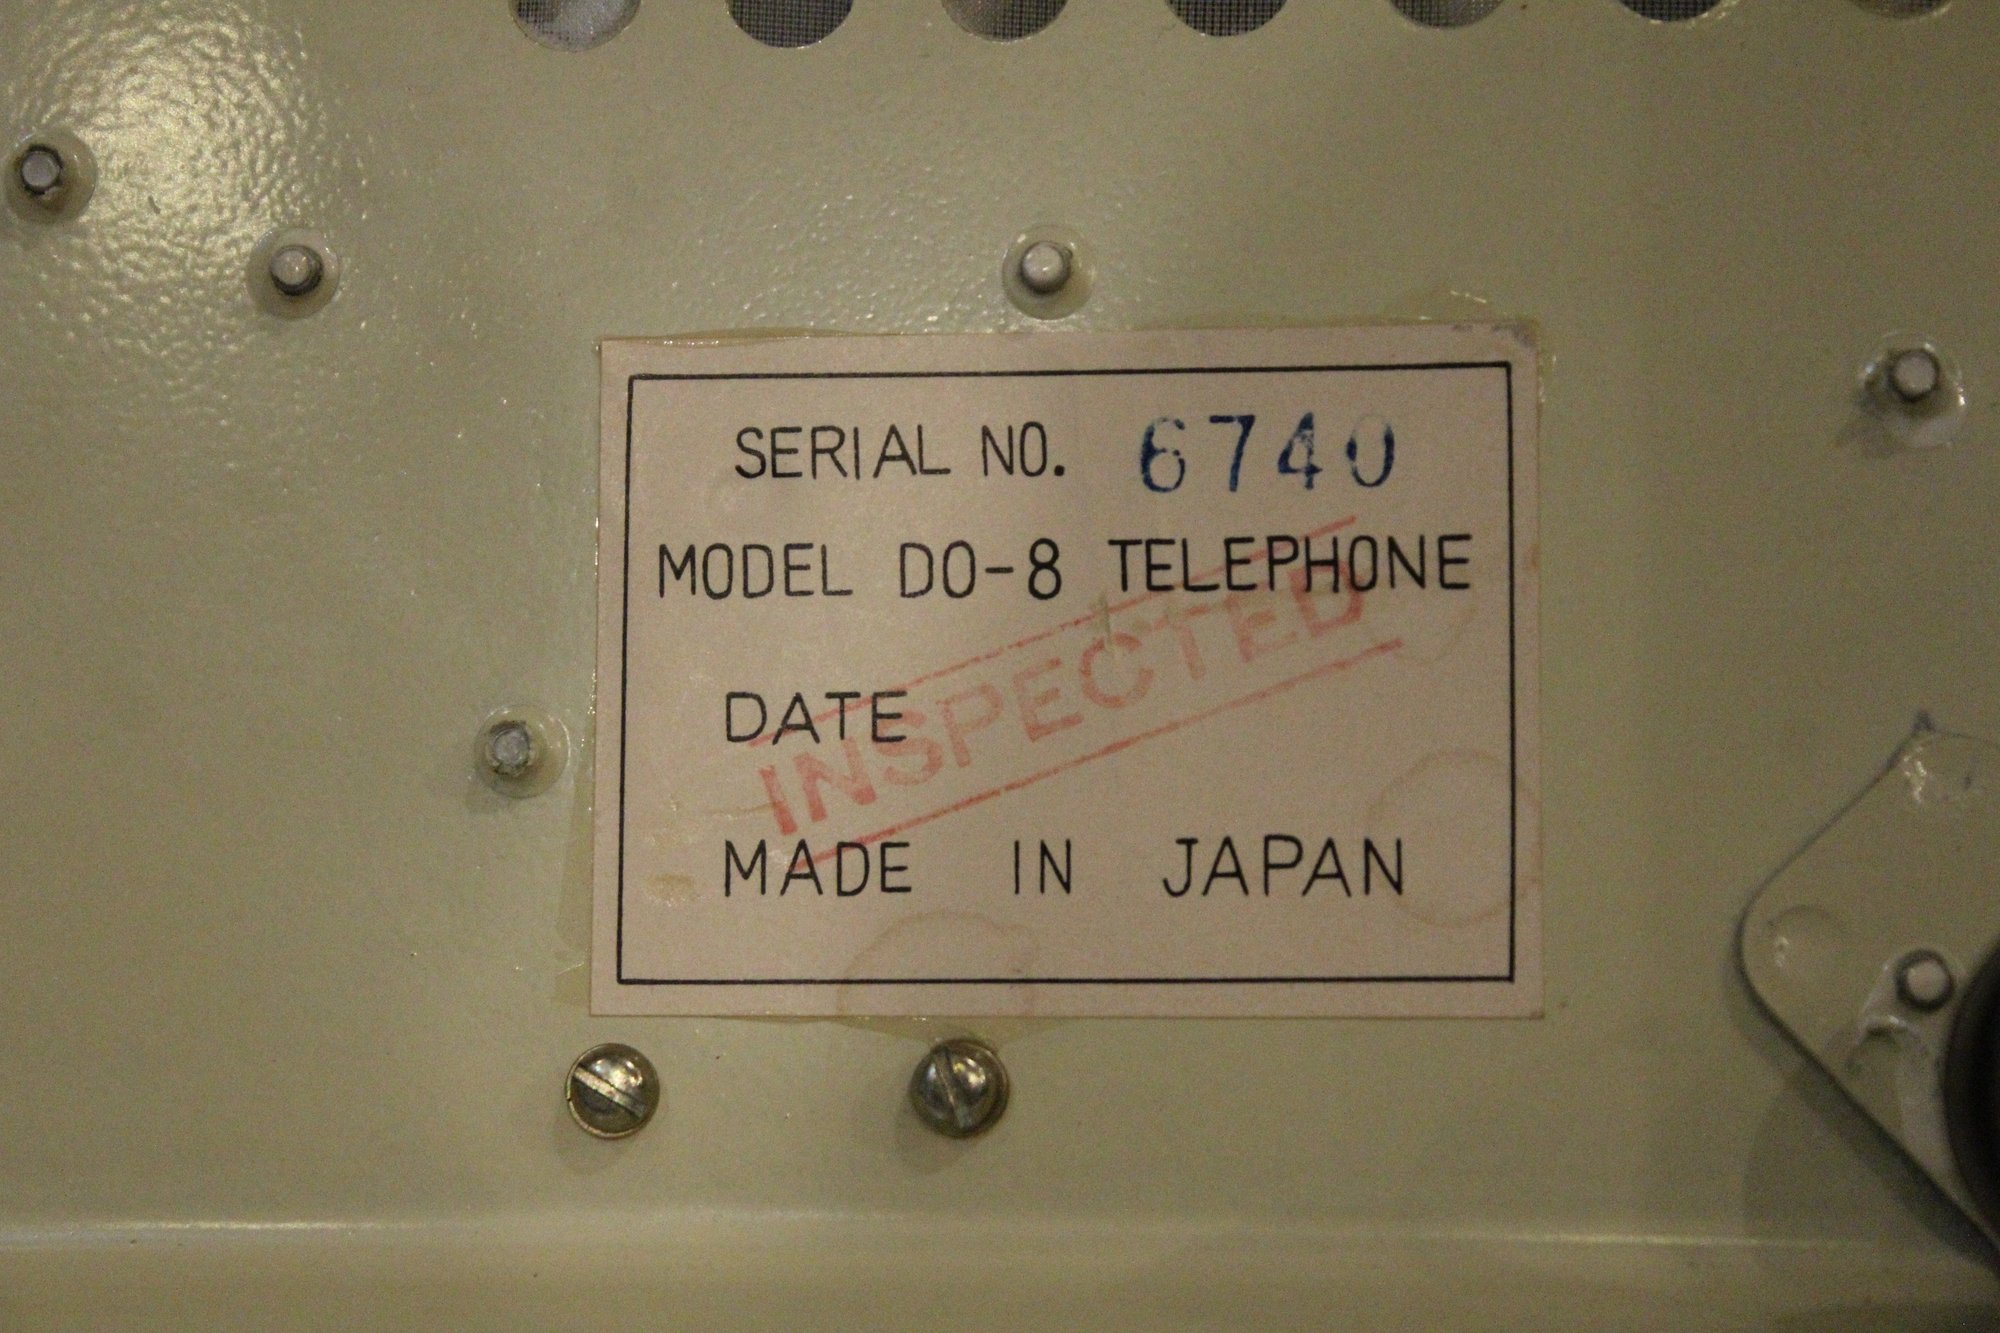 SERIAL NO. 6740
MODEL DO-8 TELEPHONE
DATE
INSPECTED
MADE IN JAPAN